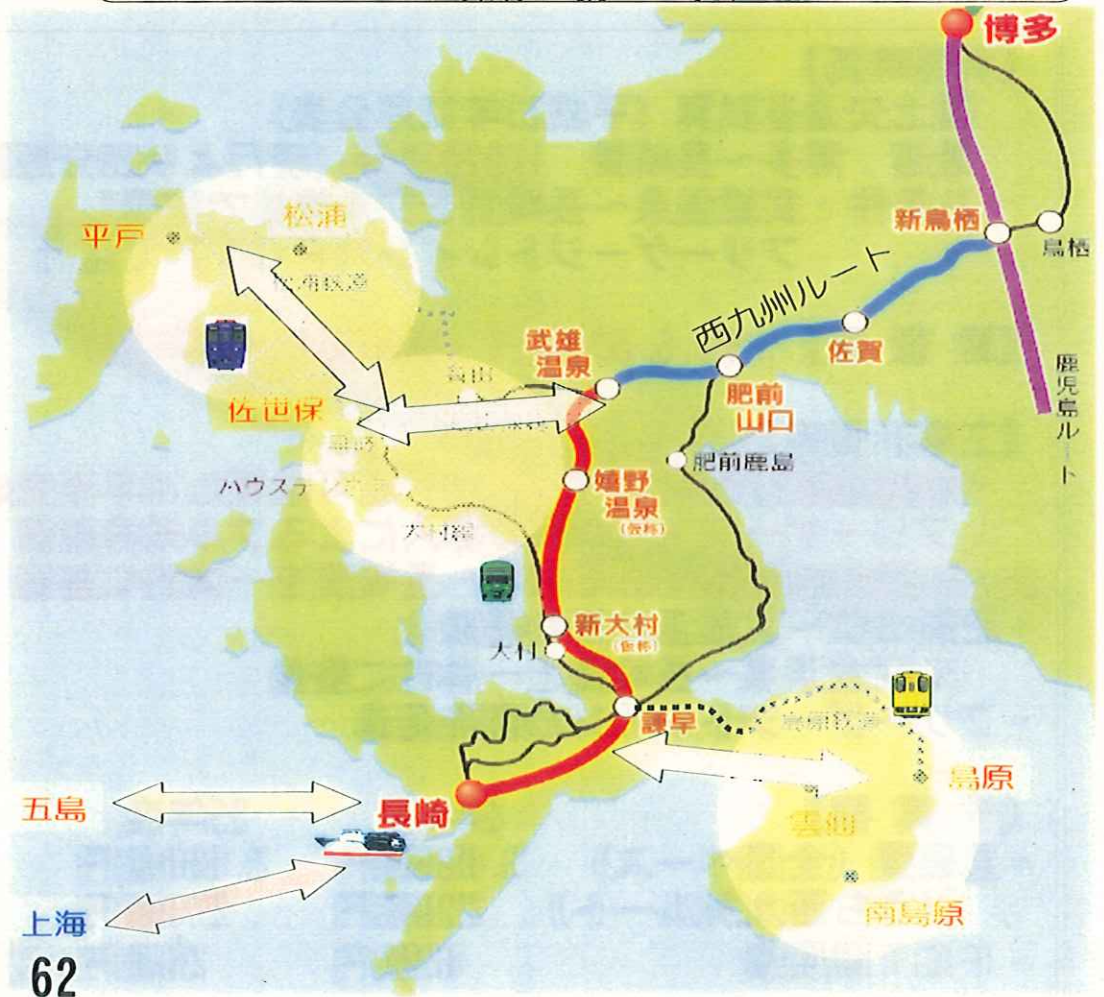 博多
新鳥栖
鳥栖
西九州ルート
佐賀
鹿児島ルート
松浦
平戸
松浦鉄道
武雄
温泉
肥前
山口
佐世保
肥前鹿島
嬉野
温泉
(仮称)
ハウステンボス
大村線
新大村
(仮称)
大村
諫早
島原鉄道
島原
五島
長崎
雲仙
上海
南島原
62